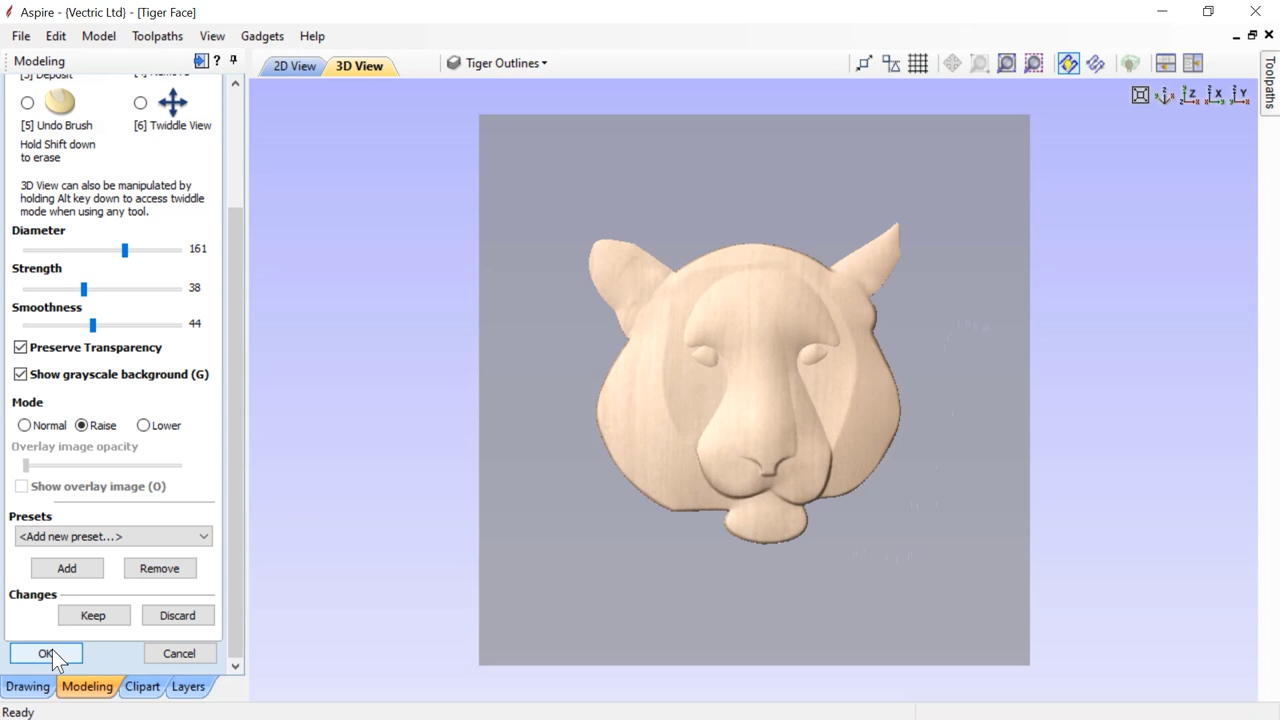 Aspire - {Vectric Ltd} - [Tiger Face]
File Edit Model Toolpaths View Gadgets Help
Modeling ?
2D View 3D View Tiger Outlines
Z X Y
Toolpaths
[3] Deposit
[5] Undo Brush [6] Twiddle View
Hold Shift down
to erase
3D View can also be manipulated by
holding Alt key down to access twiddle
mode when using any tool.
Diameter
161
Strength
38
Smoothness
44
Preserve Transparency
Show grayscale background (G)
Mode
Normal Raise Lower
Overlay image opacity
Show overlay image (O)
Presets
<Add new preset...>
Add Remove
Changes
Keep Discard
OK Cancel
Drawing Modeling Clipart Layers
Ready